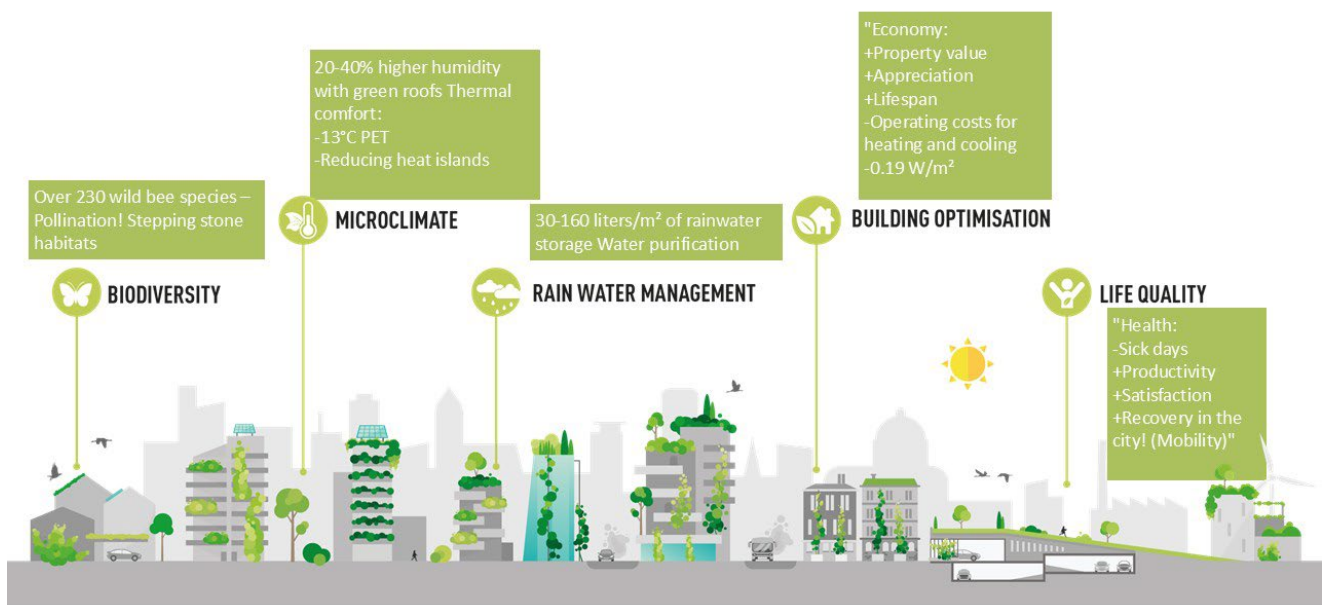 Over 230 wild bee species –
Pollination! Stepping stone
habitats
BIODIVERSITY
20-40% higher humidity
with green roofs Thermal
comfort:
-13°C PET
-Reducing heat islands
MICROCLIMATE
30-160 liters/m² of rainwater
storage Water purification
RAIN WATER MANAGEMENT
"Economy:
+Property value
+Appreciation
+Lifespan
-Operating costs for
heating and cooling
-0.19 W/m²
BUILDING OPTIMISATION
LIFE QUALITY
"Health:
-Sick days
+Productivity
+Satisfaction
+Recovery in the
city! (Mobility)"